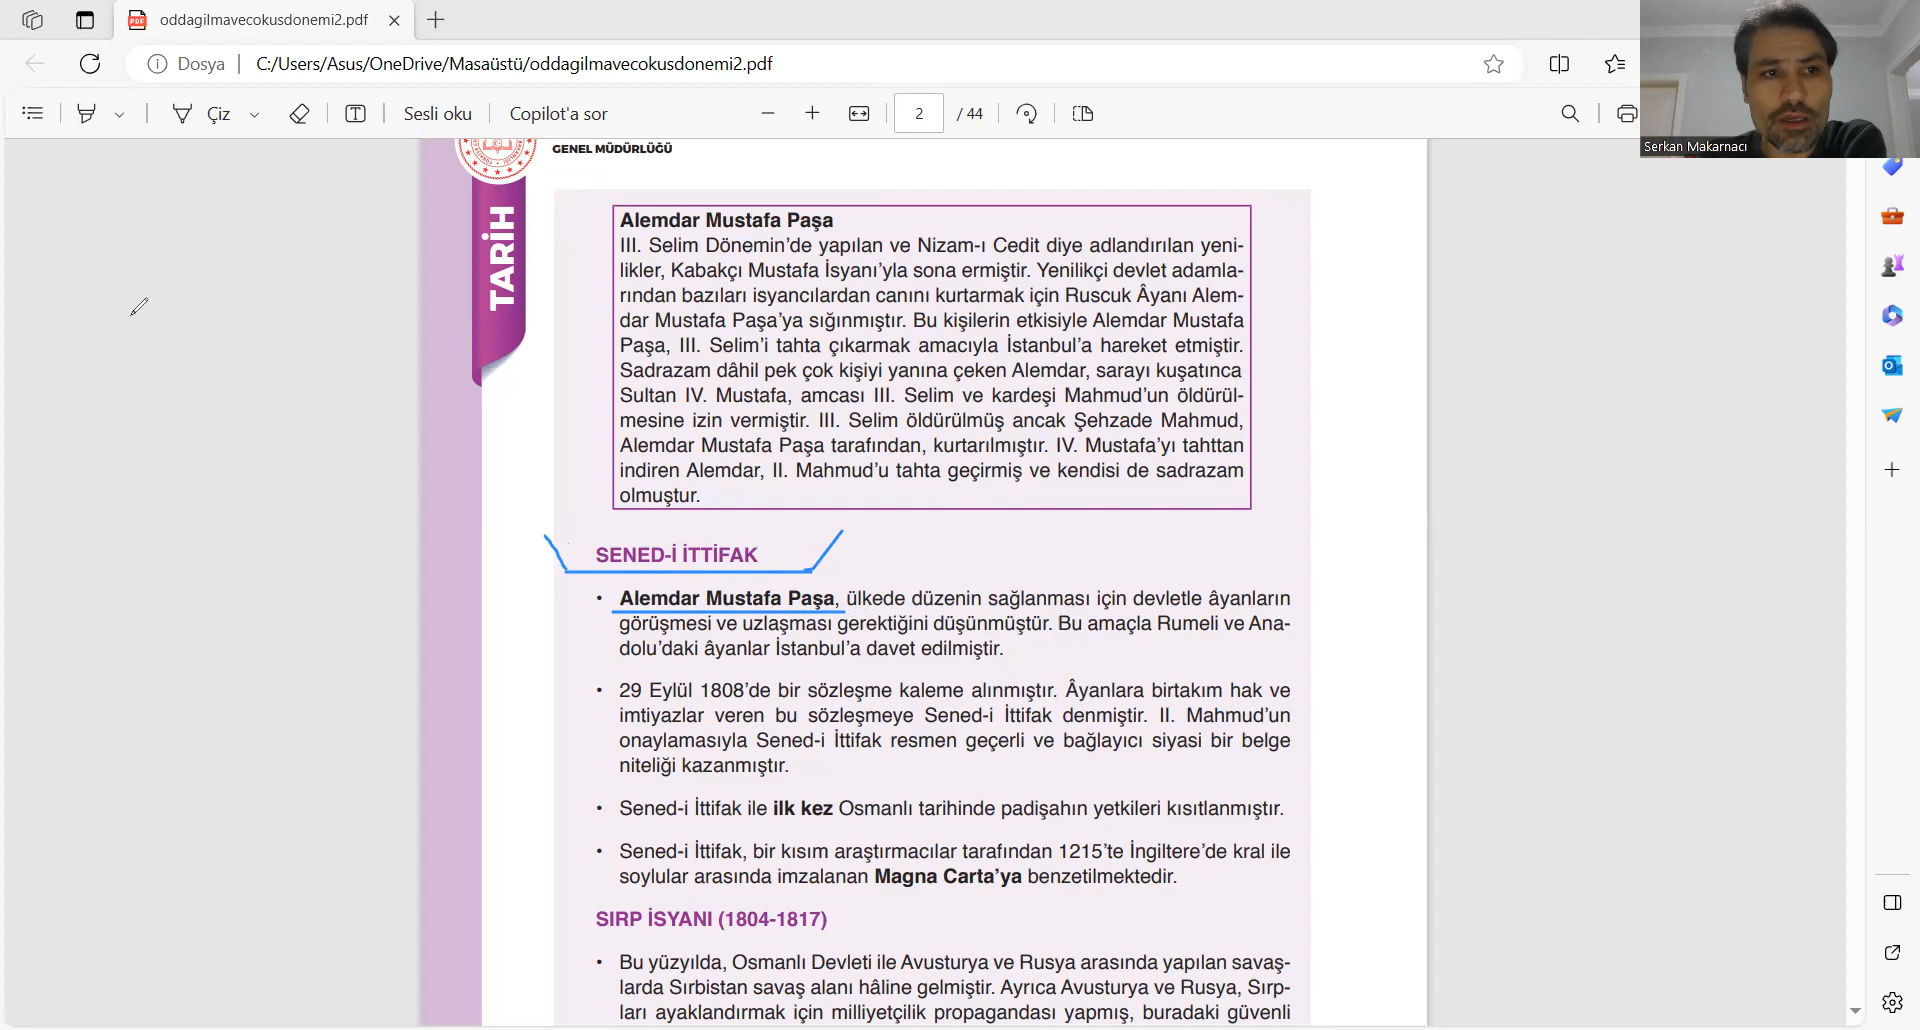 oddagilmavecokusdonemi2.pdf
Dosya
C:/Users/Asus/OneDrive/Masaüstü/oddagilmavecokusdonemi2.pdf
Çiz
Sesli oku
Copilot'a sor
2
/ 44
Serkan Makarnacı
GENEL MÜDÜRLÜĞÜ
TARİH
Alemdar Mustafa Paşa
III. Selim Dönemin’de yapılan ve Nizam-ı Cedit diye adlandırılan yeni-
likler, Kabakçı Mustafa İsyanı’yla sona ermiştir. Yenilikçi devlet adamla-
rından bazıları isyancılardan canını kurtarmak için Ruscuk Âyanı Alem-
dar Mustafa Paşa’ya sığınmıştır. Bu kişilerin etkisiyle Alemdar Mustafa
Paşa, III. Selim’i tahta çıkarmak amacıyla İstanbul’a hareket etmiştir.
Sadrazam dâhil pek çok kişiyi yanına çeken Alemdar, sarayı kuşatınca
Sultan IV. Mustafa, amcası III. Selim ve kardeşi Mahmud’un öldürül-
mesine izin vermiştir. III. Selim öldürülmüş ancak Şehzade Mahmud,
Alemdar Mustafa Paşa tarafından, kurtarılmıştır. IV. Mustafa’yı tahttan
indiren Alemdar, II. Mahmud’u tahta geçirmiş ve kendisi de sadrazam
olmuştur.
SENED-İ İTTİFAK
• Alemdar Mustafa Paşa, ülkede düzenin sağlanması için devletle âyanların
görüşmesi ve uzlaşması gerektiğini düşünmüştür. Bu amaçla Rumeli ve Ana-
dolu’daki âyanlar İstanbul’a davet edilmiştir.
• 29 Eylül 1808’de bir sözleşme kaleme alınmıştır. Âyanlara birtakım hak ve
imtiyazlar veren bu sözleşmeye Sened-i İttifak denmiştir. II. Mahmud’un
onaylamasıyla Sened-i İttifak resmen geçerli ve bağlayıcı siyasi bir belge
niteliği kazanmıştır.
• Sened-i İttifak ile ilk kez Osmanlı tarihinde padişahın yetkileri kısıtlanmıştır.
• Sened-i İttifak, bir kısım araştırmacılar tarafından 1215’te İngiltere’de kral ile
soylular arasında imzalanan Magna Carta’ya benzetilmektedir.
SIRP İSYANI (1804-1817)
• Bu yüzyılda, Osmanlı Devleti ile Avusturya ve Rusya arasında yapılan savaş-
larda Sırbistan savaş alanı hâline gelmiştir. Ayrıca Avusturya ve Rusya, Sırp-
ları ayaklandırmak için milliyetçilik propagandası yapmış, buradaki güvenli